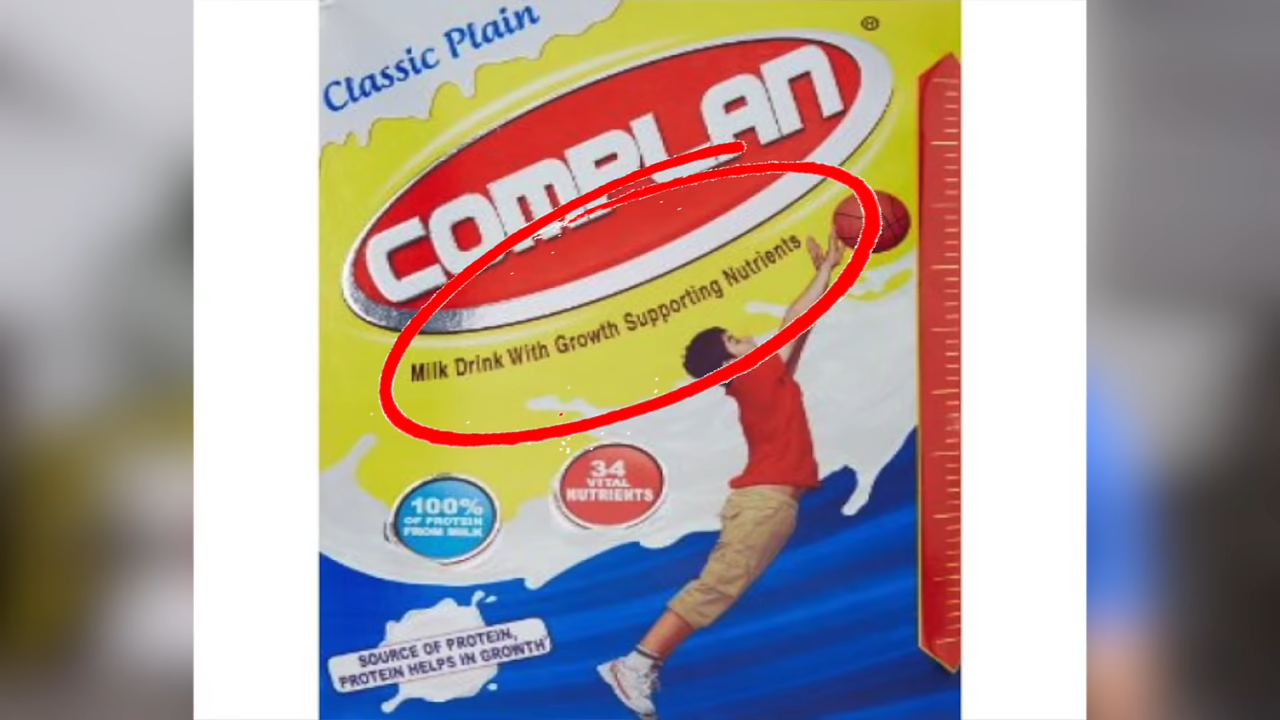 Classic Plain
COMPLAN
®
Milk Drink With Growth Supporting Nutrients
34
VITAL
NUTRIENTS
100%
OF PROTEIN
FROM MILK
SOURCE OF PROTEIN,
PROTEIN HELPS IN GROWTH